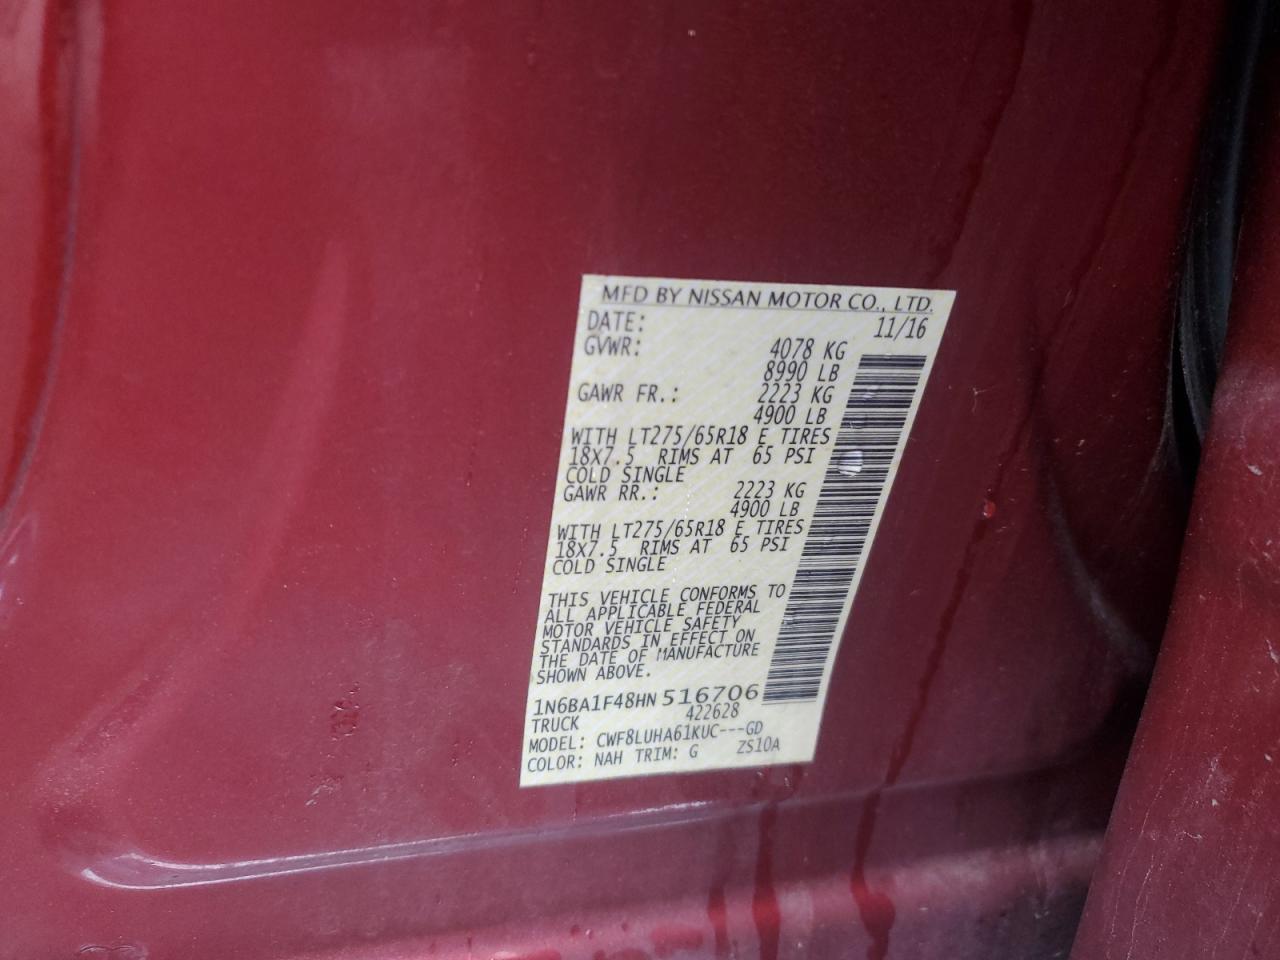 MFD BY NISSAN MOTOR CO., LTD.
DATE: 11/16
GVWR: 4078 KG
8990 LB
GAWR FR.: 2223 KG
4900 LB
WITH LT275/65R18 E TIRES
18X7.5 RIMS AT 65 PSI
COLD SINGLE
GAWR RR.: 2223 KG
4900 LB
WITH LT275/65R18 E TIRES
18X7.5 RIMS AT 65 PSI
COLD SINGLE
THIS VEHICLE CONFORMS TO
ALL APPLICABLE FEDERAL
MOTOR VEHICLE SAFETY
STANDARDS IN EFFECT ON
THE DATE OF MANUFACTURE
SHOWN ABOVE.
1N6BA1F48HN 516706
TRUCK 422628
MODEL: CWF8LUHA61KUC---GD
COLOR: NAH TRIM: G ZS10A